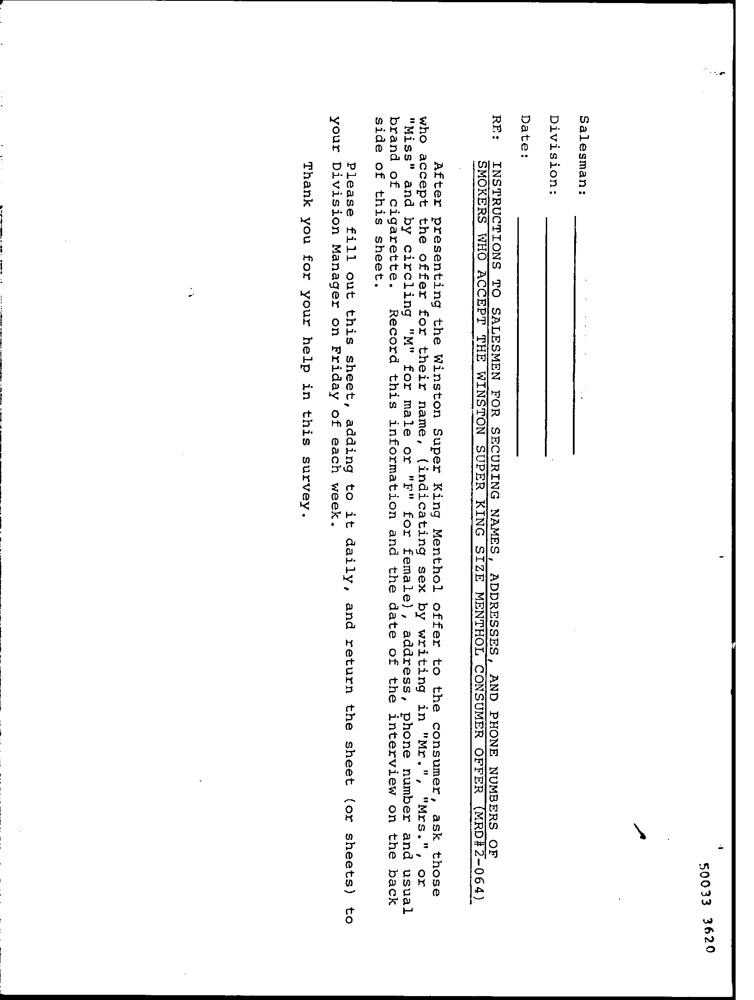 50033 3620
Salesman:
Division:
Date:
RE: INSTRUCTIONS TO SALESMEN FOR SECURING NAMES, ADDRESSES, AND PHONE NUMBERS OF
SMOKERS WHO ACCEPT THE WINSTON SUPER KING SIZE MENTHOL CONSUMER OFFER (MRD#2-064)
After presenting the Winston Super King Menthol offer to the consumer, ask those
who accept the offer for their name, (indicating sex by writing in "Mr.", "Mrs.", or
"Miss" and by circling "M" for male or "F" for female), address, phone number and usual
brand of cigarette. Record this information and the date of the interview on the back
side of this sheet.
Please fill out this sheet, adding to it daily, and return the sheet (or sheets) to
your Division Manager on Friday of each week.
Thank you for your help in this survey.